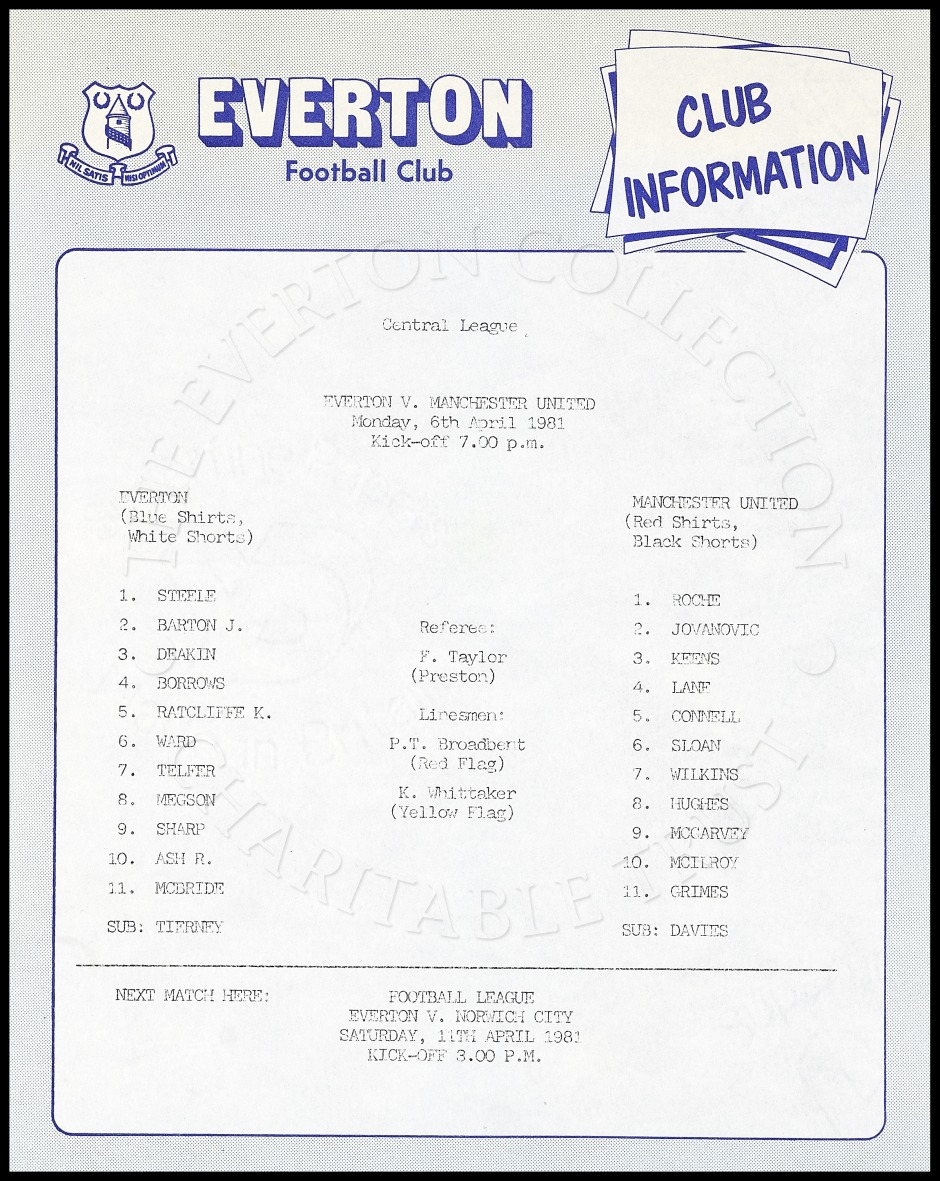 EVERTON
Football Club
NIL SATIS NISI OPTIMUM
CLUB
INFORMATION
THE EVERTON COLLECTION CHARITABLE TRUST
Central League
EVERTON V. MANCHESTER UNITED
Monday, 6th April 1981
Kick-off 7.00 p.m.
EVERTON
(Blue Shirts,
White Shorts)
1. STEELE
2. BARTON J.
3. DEAKIN
4. BORROWS
5. RATCLIFFE K.
6. WARD
7. TELFER
8. MEGSON
9. SHARP
10. ASH R.
11. MCBRIDE
SUB: TIERNEY
Referee:
F. Taylor
(Preston)
Linesmen:
P.T. Broadbent
(Red Flag)
K. Whittaker
(Yellow Flag)
MANCHESTER UNITED
(Red Shirts,
Black Shorts)
1. ROCHE
2. JOVANOVIC
3. KEENS
4. LANE
5. CONNELL
6. SLOAN
7. WILKINS
8. HUGHES
9. MCGARVEY
10. MCILROY
11. GRIMES
SUB: DAVIES
NEXT MATCH HERE:
FOOTBALL LEAGUE
EVERTON V. NORWICH CITY
SATURDAY, 11TH APRIL 1981
KICK-OFF 3.00 P.M.